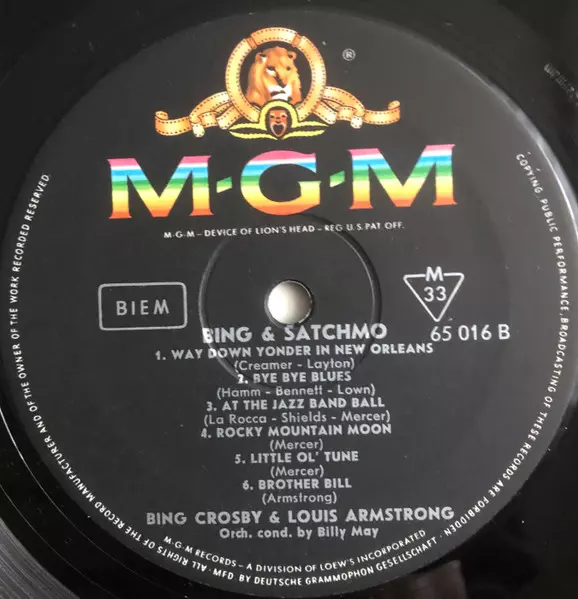 ®
M-G-M
M-G-M – DEVICE OF LION'S HEAD – REG U.S. PAT OFF.
BIEM
M
33
BING & SATCHMO
65 016 B
1. WAY DOWN YONDER IN NEW ORLEANS
(Creamer - Layton)
2. BYE BYE BLUES
(Hamm - Bennett - Lown)
3. AT THE JAZZ BAND BALL
(La Rocca - Shields - Mercer)
4. ROCKY MOUNTAIN MOON
(Mercer)
5. LITTLE OL' TUNE
(Mercer)
6. BROTHER BILL
(Armstrong)
BING CROSBY & LOUIS ARMSTRONG
Orch. cond. by Billy May
M-G-M RECORDS - A DIVISION OF LOEW'S INCORPORATED
ALL RIGHTS OF THE RECORD MANUFACTURER AND OF THE OWNER OF THE WORK RECORDED RESERVED.
COPYING PUBLIC PERFORMANCE, BROADCASTING OF THESE RECORDS ARE FORBIDDEN
MFD BY DEUTSCHE GRAMMOPHON GESELLSCHAFT